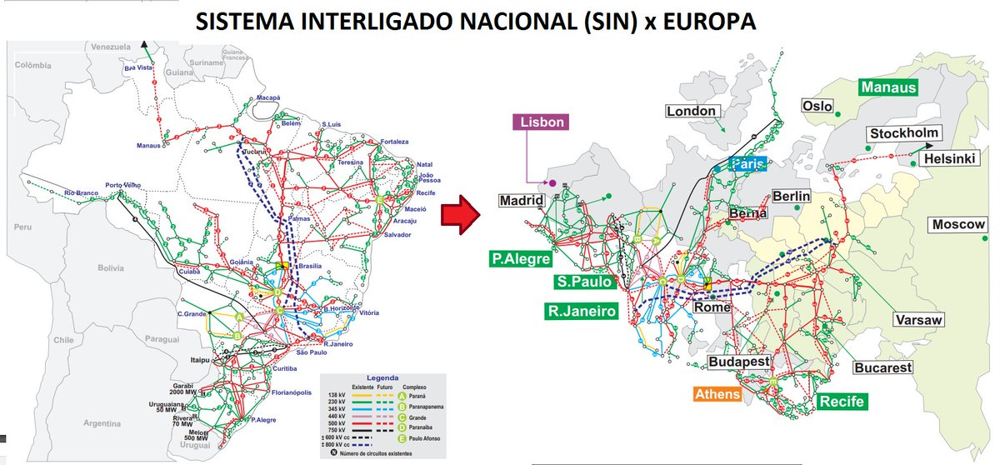 SISTEMA INTERLIGADO NACIONAL (SIN) x EUROPA
Colômbia
Venezuela
Guiana
Suriname
Guiana
Francesa
Boa Vista
Macapá
Belém
S.Luis
Fortaleza
Manaus
Tucuruí
Teresina
Natal
João
Pessoa
Recife
Maceió
Aracaju
Salvador
Porto Velho
Rio Branco
Palmas
Peru
Bolivia
Cuiabá
Goiânia
Brasília
C.Grande
B.Horizonte
Vitória
R.Janeiro
São Paulo
Chile
Paraguai
Itaipu
Curitiba
Florianópolis
Garabi
2000 MW
Uruguaiana
50 MW
Rivera
70 MW
Melo
500 MW
P.Alegre
Argentina
Uruguai
A
B
C
D
E
Legenda
Existente Futuro Complexo
138 kV A Paraná
230 kV B Paranapanema
345 kV C Grande
440 kV D Paranaíba
500 kV E Paulo Afonso
750 kV
± 600 kV cc
± 800 kV cc
N Número de circuitos existentes
London
Oslo
Manaus
Stockholm
Helsinki
Lisbon
Páris
Madrid
Berlin
Berna
Moscow
P.Alegre
S.Paulo
R.Janeiro
Rome
Varsaw
Budapest
Bucarest
Athens
Recife
B
A
E